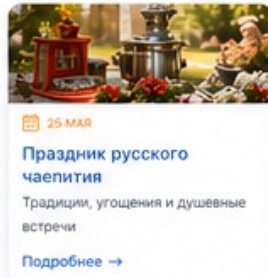 25 МАЯ
Праздник русского
чаепития
Традиции, угощения и душевные
встречи
Подробнее →